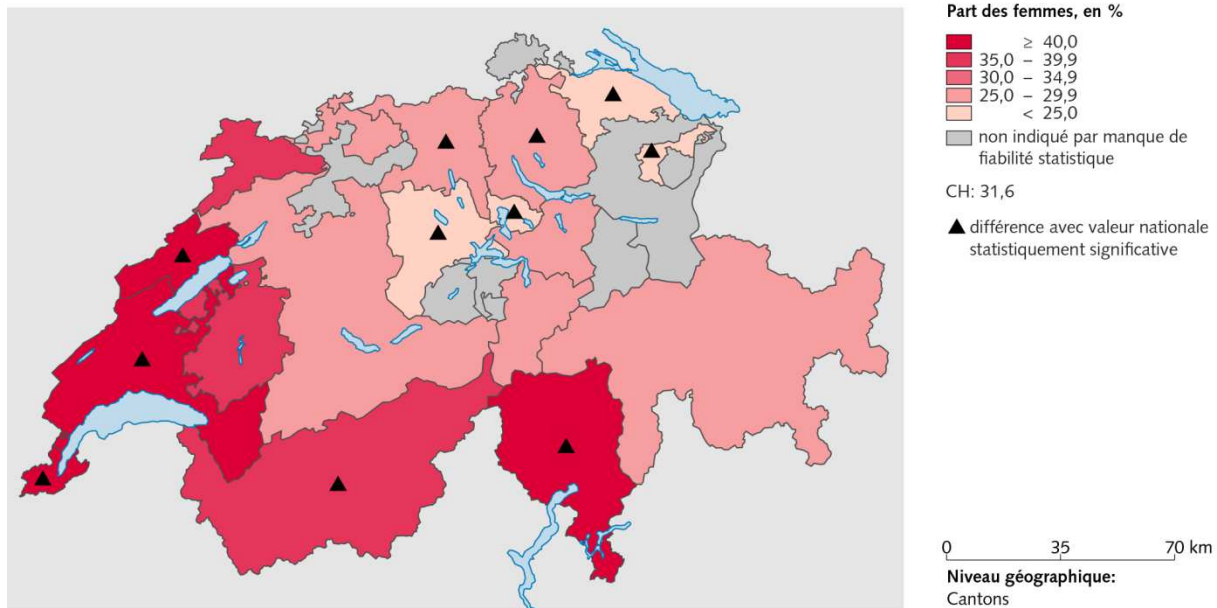 Part des femmes, en %
≥ 40,0
35,0 – 39,9
30,0 – 34,9
25,0 – 29,9
< 25,0
non indiqué par manque de
fiabilité statistique
CH: 31,6
▲ différence avec valeur nationale
statistiquement significative
0 35 70 km
Niveau géographique:
Cantons